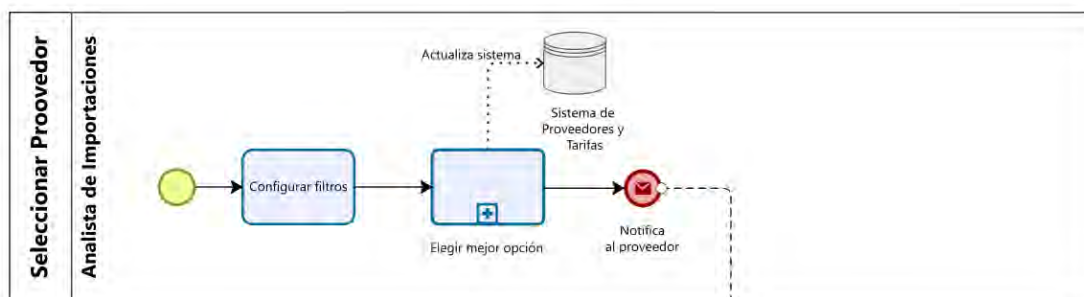 Seleccionar Proovedor
Analista de Importaciones
Actualiza sistema
Sistema de
Proveedores y
Tarifas
Configurar filtros
Elegir mejor opción
Notifica
al proveedor